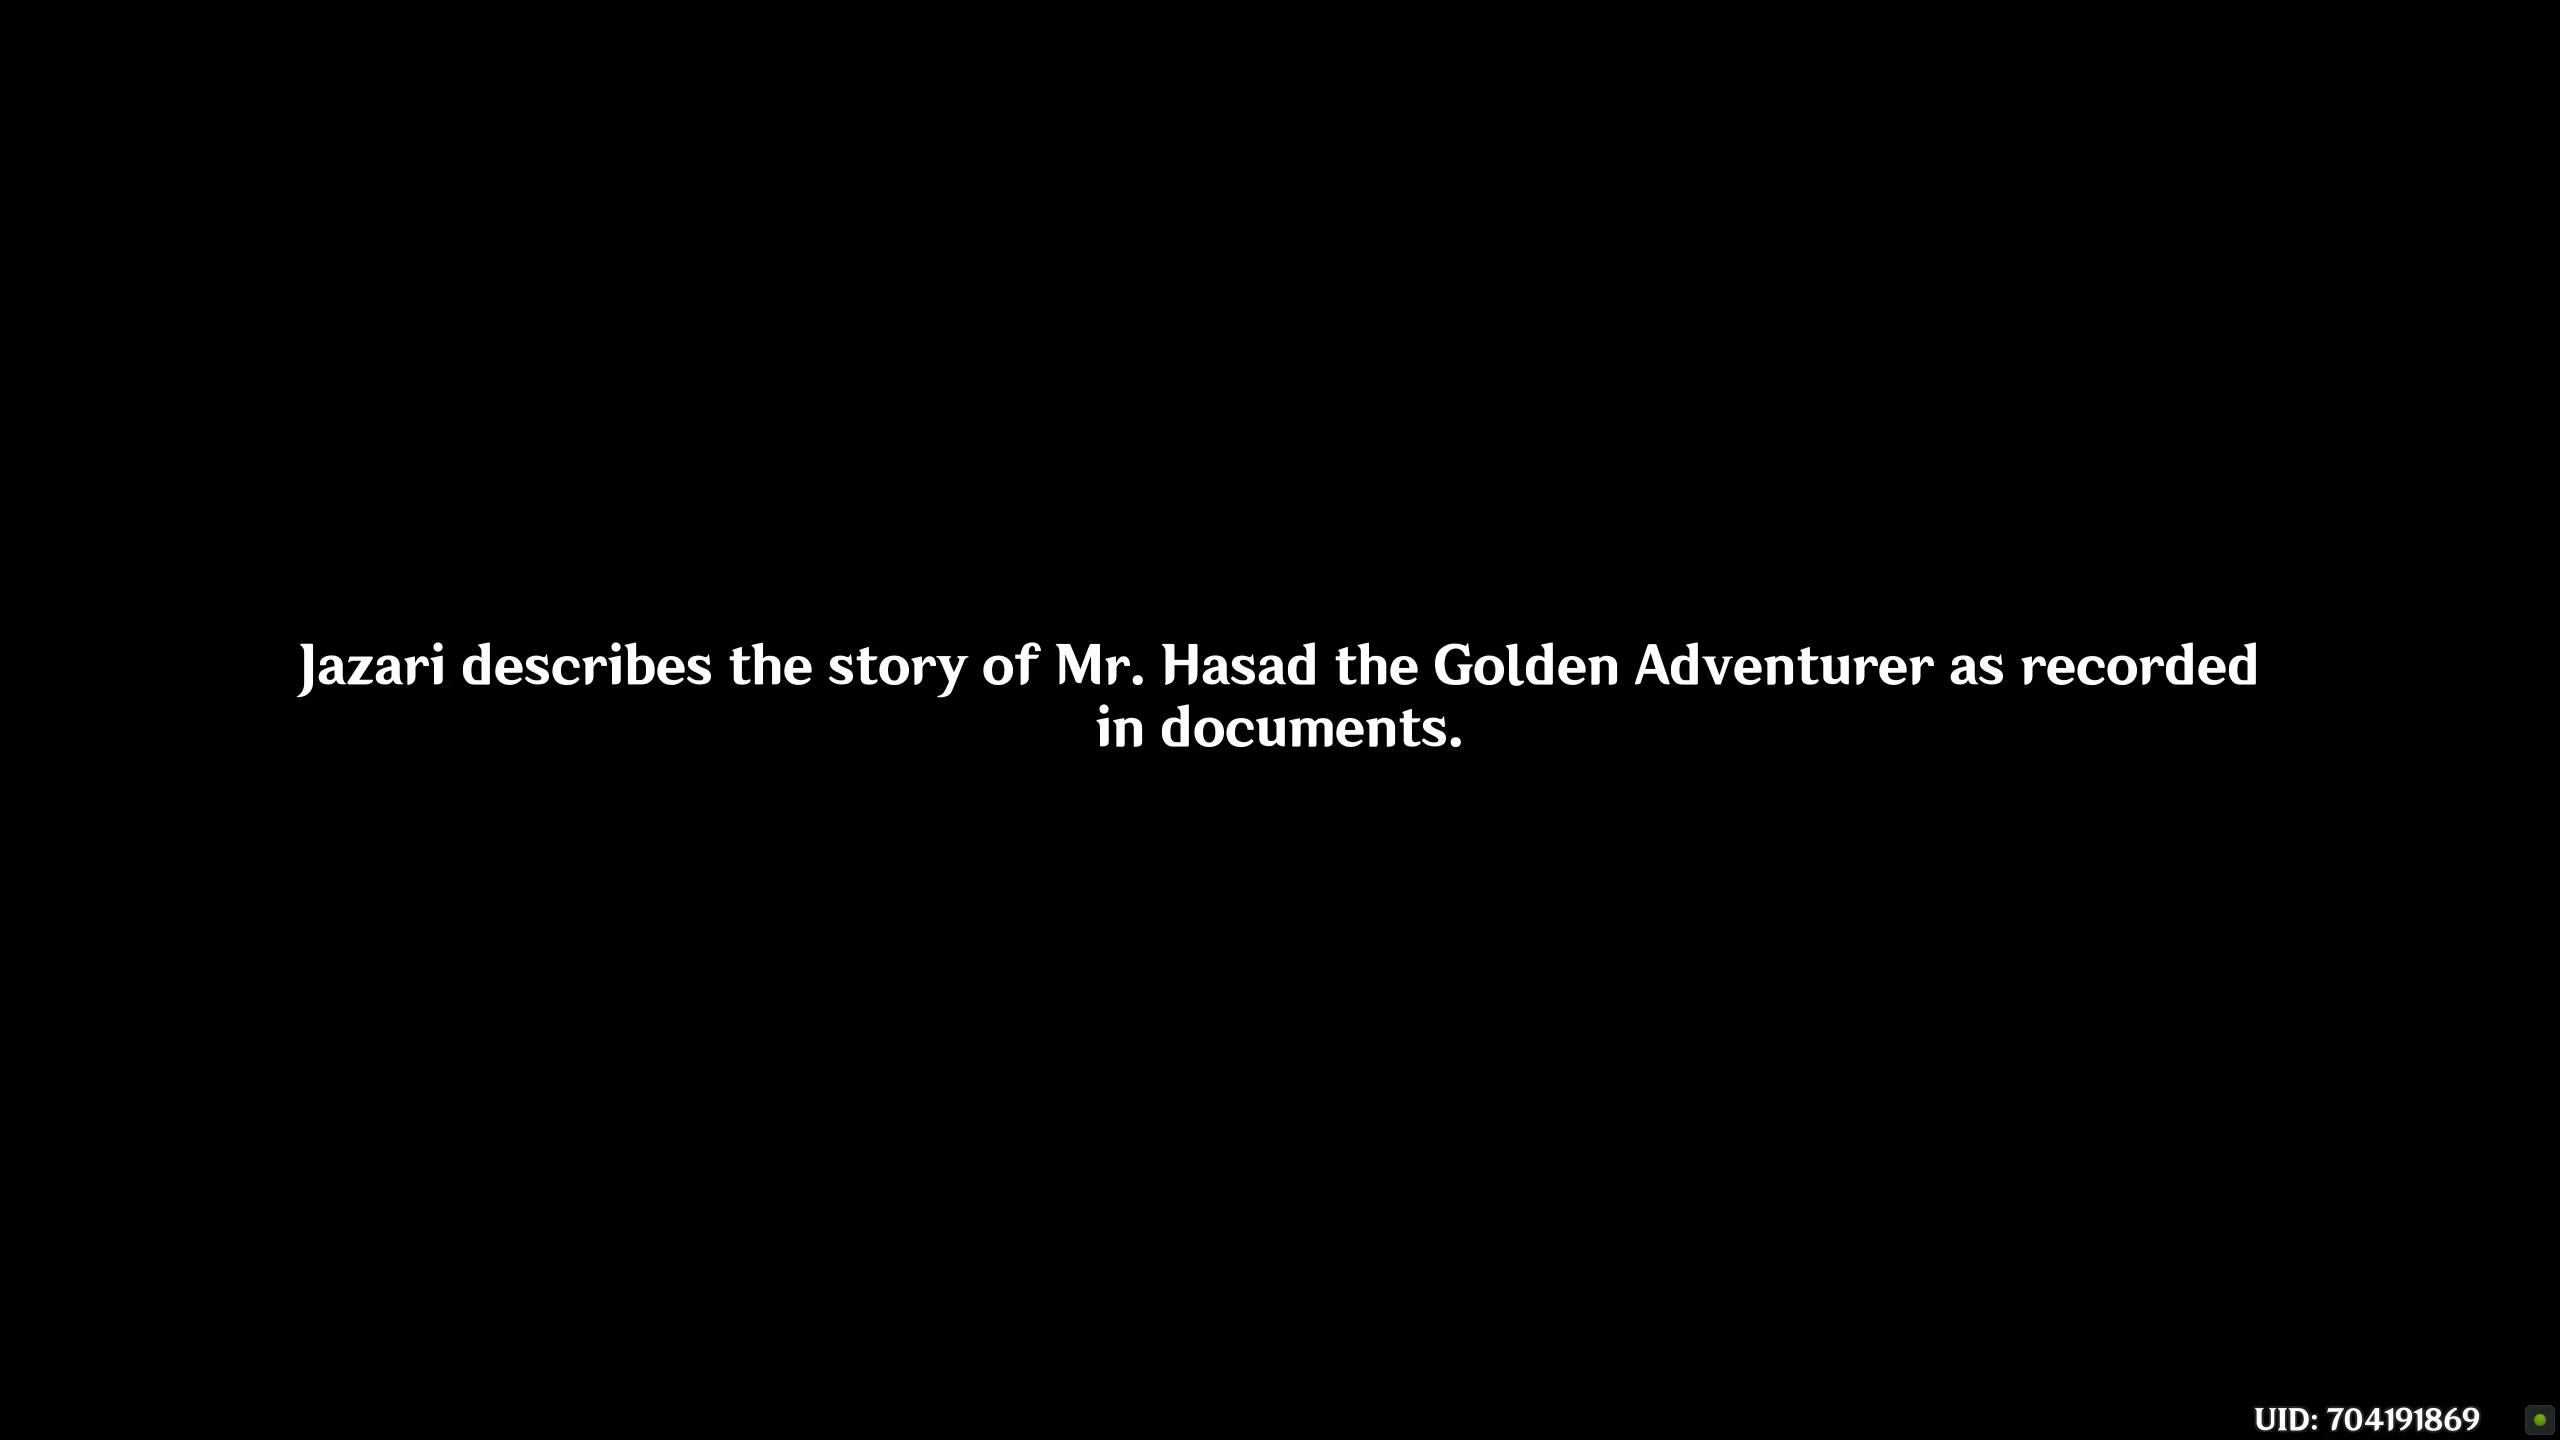 Jazari describes the story of Mr. Hasad the Golden Adventurer as recorded
in documents.
UID: 704191869